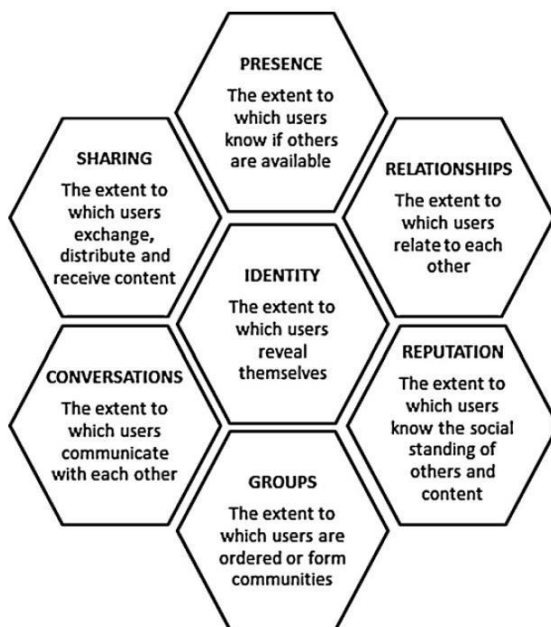 PRESENCE
The extent to
which users
know if others
are available
SHARING
The extent to
which users
exchange,
distribute and
receive content
RELATIONSHIPS
The extent to
which users
relate to each
other
IDENTITY
The extent to
which users
reveal
themselves
CONVERSATIONS
The extent to
which users
communicate
with each other
REPUTATION
The extent to
which users
know the social
standing of
others and
content
GROUPS
The extent to
which users are
ordered or form
communities